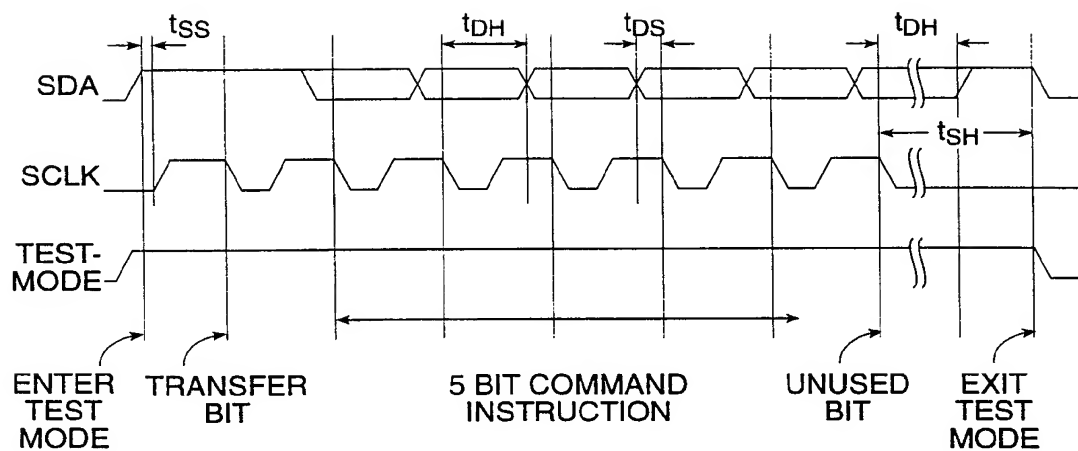 tSS
tDH
tDS
tDH
SDA
tSH
SCLK
TEST-
MODE
ENTER
TEST
MODE
TRANSFER
BIT
5 BIT COMMAND
INSTRUCTION
UNUSED
BIT
EXIT
TEST
MODE